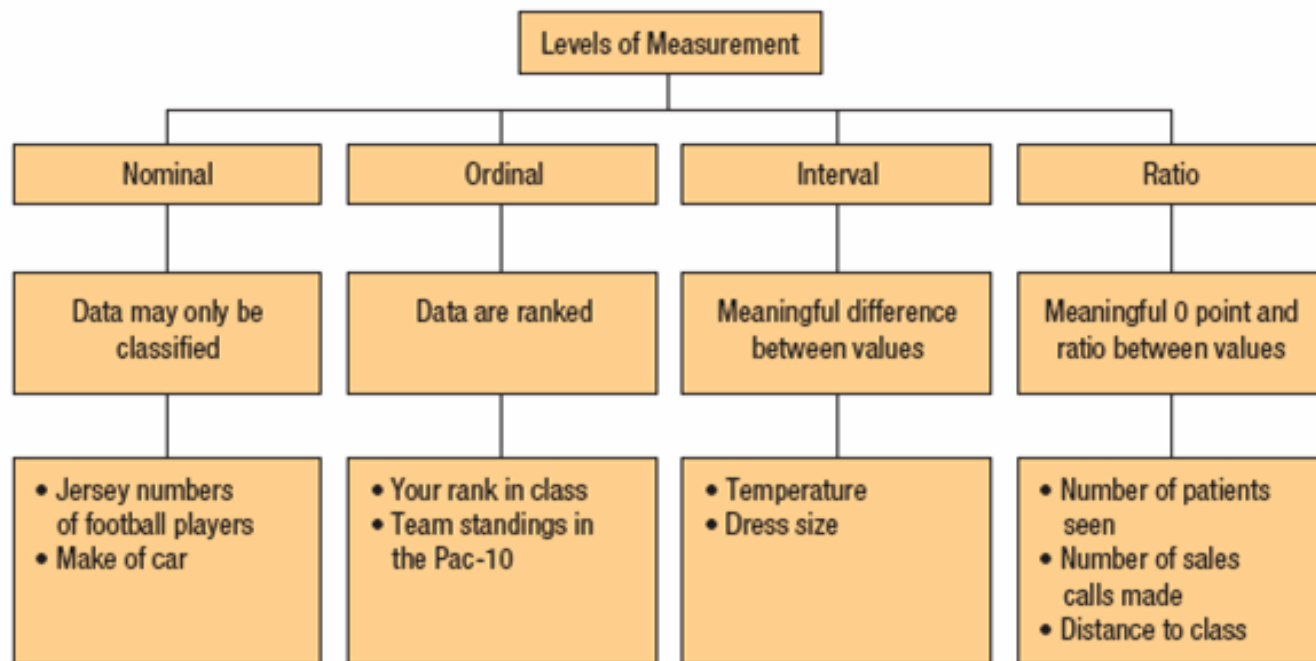 Levels of Measurement
Nominal
Ordinal
Interval
Ratio
Data may only be
classified
Data are ranked
Meaningful difference
between values
Meaningful 0 point and
ratio between values
• Jersey numbers
of football players
• Make of car
• Your rank in class
• Team standings in
the Pac-10
• Temperature
• Dress size
• Number of patients
seen
• Number of sales
calls made
• Distance to class